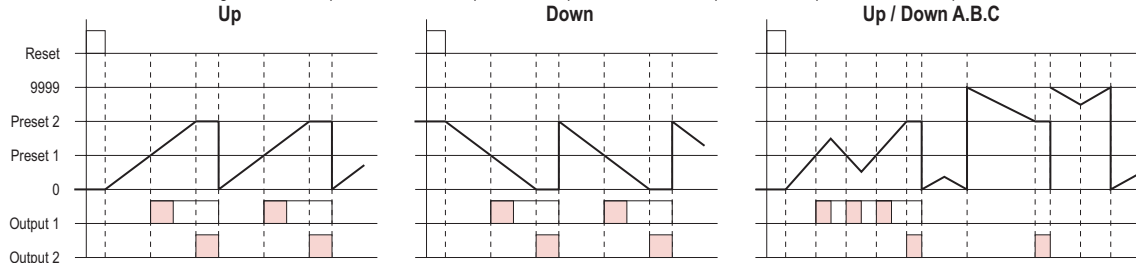 Up
Down
Up / Down A.B.C
Reset
9999
Preset 2
Preset 1
0
Output 1
Output 2